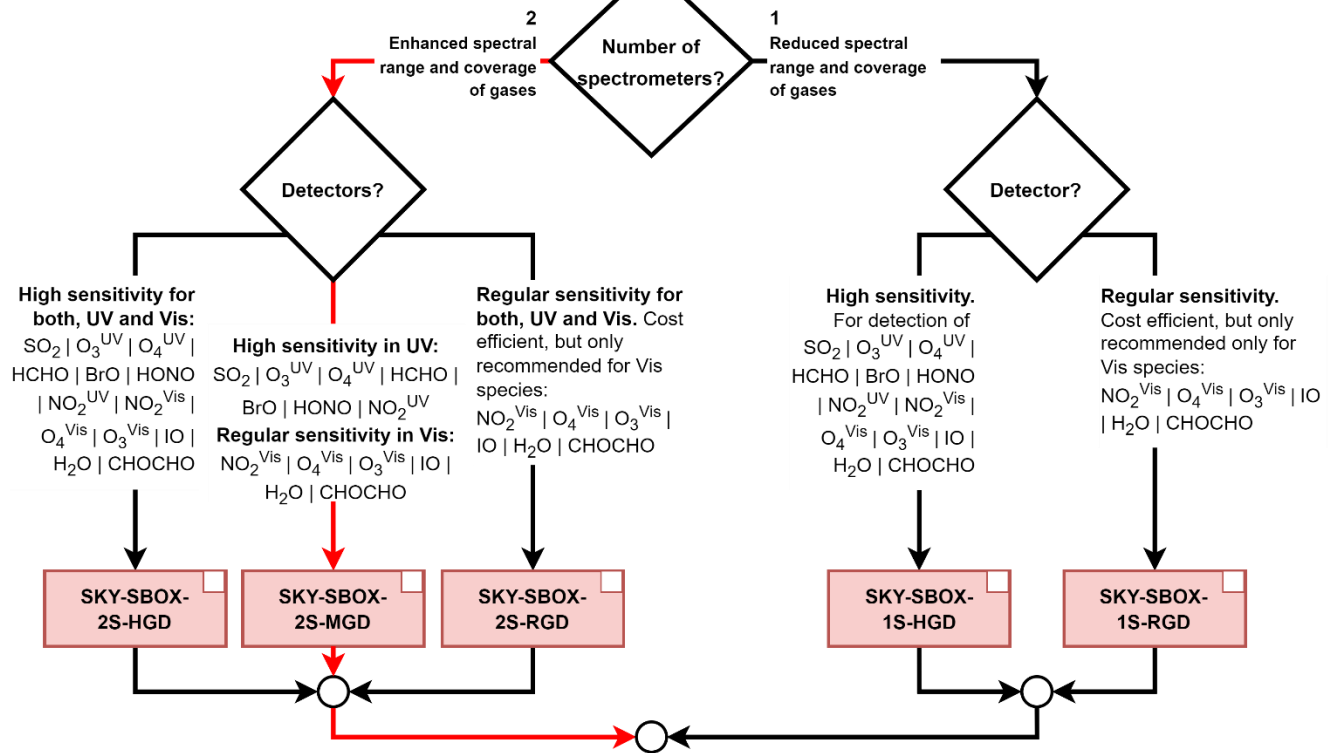 2
Enhanced spectral
range and coverage
of gases
Number of
spectrometers?
1
Reduced spectral
range and coverage
of gases
Detectors?
Detector?
High sensitivity for
both, UV and Vis:
SO₂ | O₃ᵁⱽ | O₄ᵁⱽ |
HCHO | BrO | HONO
| NO₂ᵁⱽ | NO₂ⱽⁱˢ |
O₄ⱽⁱˢ | O₃ⱽⁱˢ | IO |
H₂O | CHOCHO
High sensitivity in UV:
SO₂ | O₃ᵁⱽ | O₄ᵁⱽ | HCHO |
BrO | HONO | NO₂ᵁⱽ
Regular sensitivity in Vis:
NO₂ⱽⁱˢ | O₄ⱽⁱˢ | O₃ⱽⁱˢ | IO |
H₂O | CHOCHO
Regular sensitivity for
both, UV and Vis. Cost
efficient, but only
recommended for Vis
species:
NO₂ⱽⁱˢ | O₄ⱽⁱˢ | O₃ⱽⁱˢ |
IO | H₂O | CHOCHO
High sensitivity.
For detection of
SO₂ | O₃ᵁⱽ | O₄ᵁⱽ |
HCHO | BrO | HONO
| NO₂ᵁⱽ | NO₂ⱽⁱˢ |
O₄ⱽⁱˢ | O₃ⱽⁱˢ | IO |
H₂O | CHOCHO
Regular sensitivity.
Cost efficient, but only
recommended only for
Vis species:
NO₂ⱽⁱˢ | O₄ⱽⁱˢ | O₃ⱽⁱˢ | IO
| H₂O | CHOCHO
SKY-SBOX-
2S-HGD
SKY-SBOX-
2S-MGD
SKY-SBOX-
2S-RGD
SKY-SBOX-
1S-HGD
SKY-SBOX-
1S-RGD